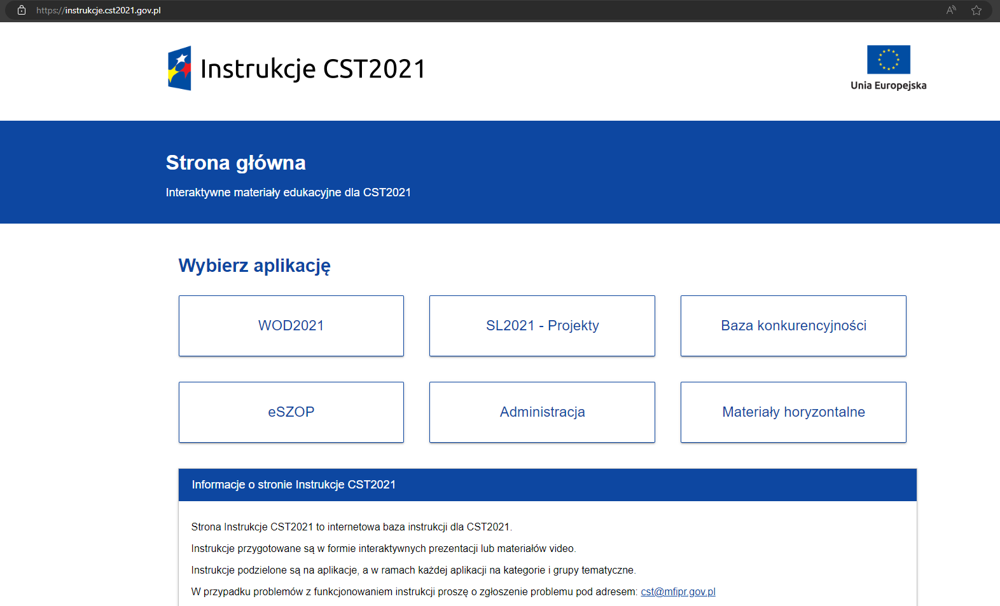 https://instrukcje.cst2021.gov.pl
Instrukcje CST2021
Unia Europejska
Strona główna
Interaktywne materiały edukacyjne dla CST2021
Wybierz aplikację
WOD2021
SL2021 - Projekty
Baza konkurencyjności
eSZOP
Administracja
Materiały horyzontalne
Informacje o stronie Instrukcje CST2021
Strona Instrukcje CST2021 to internetowa baza instrukcji dla CST2021.
Instrukcje przygotowane są w formie interaktywnych prezentacji lub materiałów video.
Instrukcje podzielone są na aplikacje, a w ramach każdej aplikacji na kategorie i grupy tematyczne.
W przypadku problemów z funkcjonowaniem instrukcji proszę o zgłoszenie problemu pod adresem: cst@mfipr.gov.pl